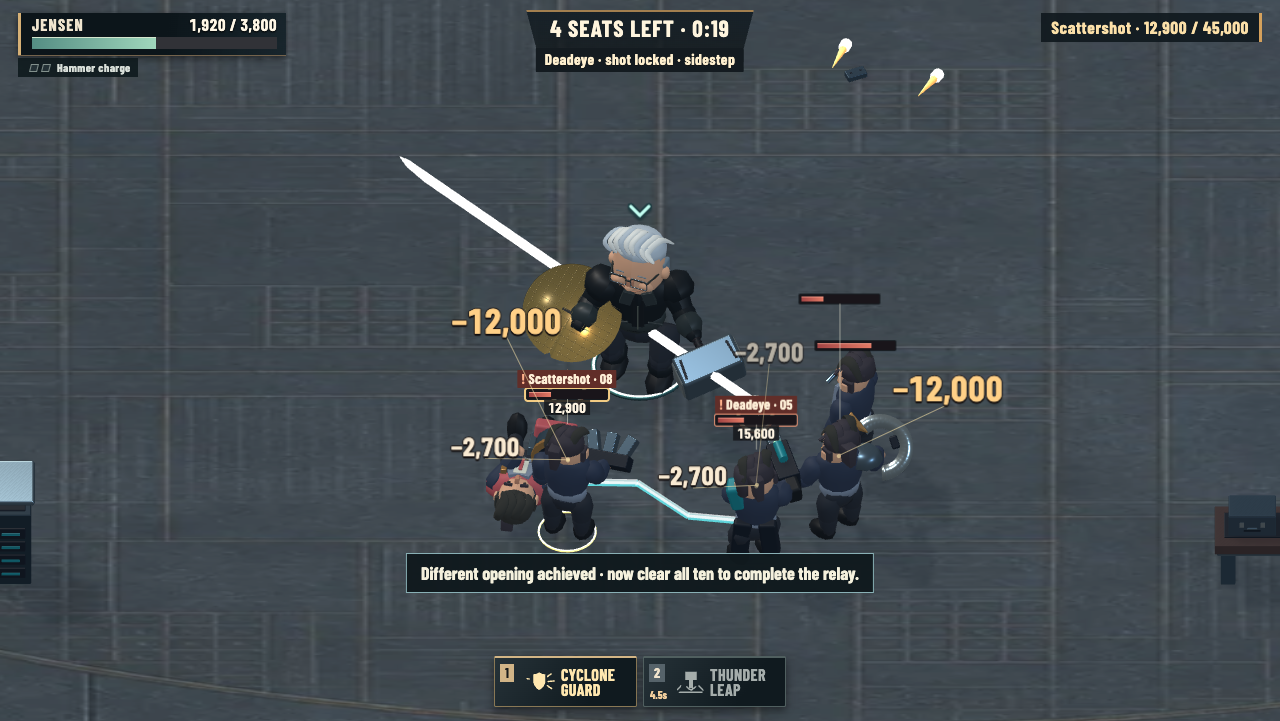 JENSEN 1,920 / 3,800
Hammer charge
4 SEATS LEFT · 0:19
Deadeye · shot locked · sidestep
Scattershot · 12,900 / 45,000
−12,000
−2,700
! Scattershot · 08
12,900
−12,000
! Deadeye · 05
15,600
−2,700
−2,700
Different opening achieved · now clear all ten to complete the relay.
1 CYCLONE GUARD
2 THUNDER LEAP
4.5s